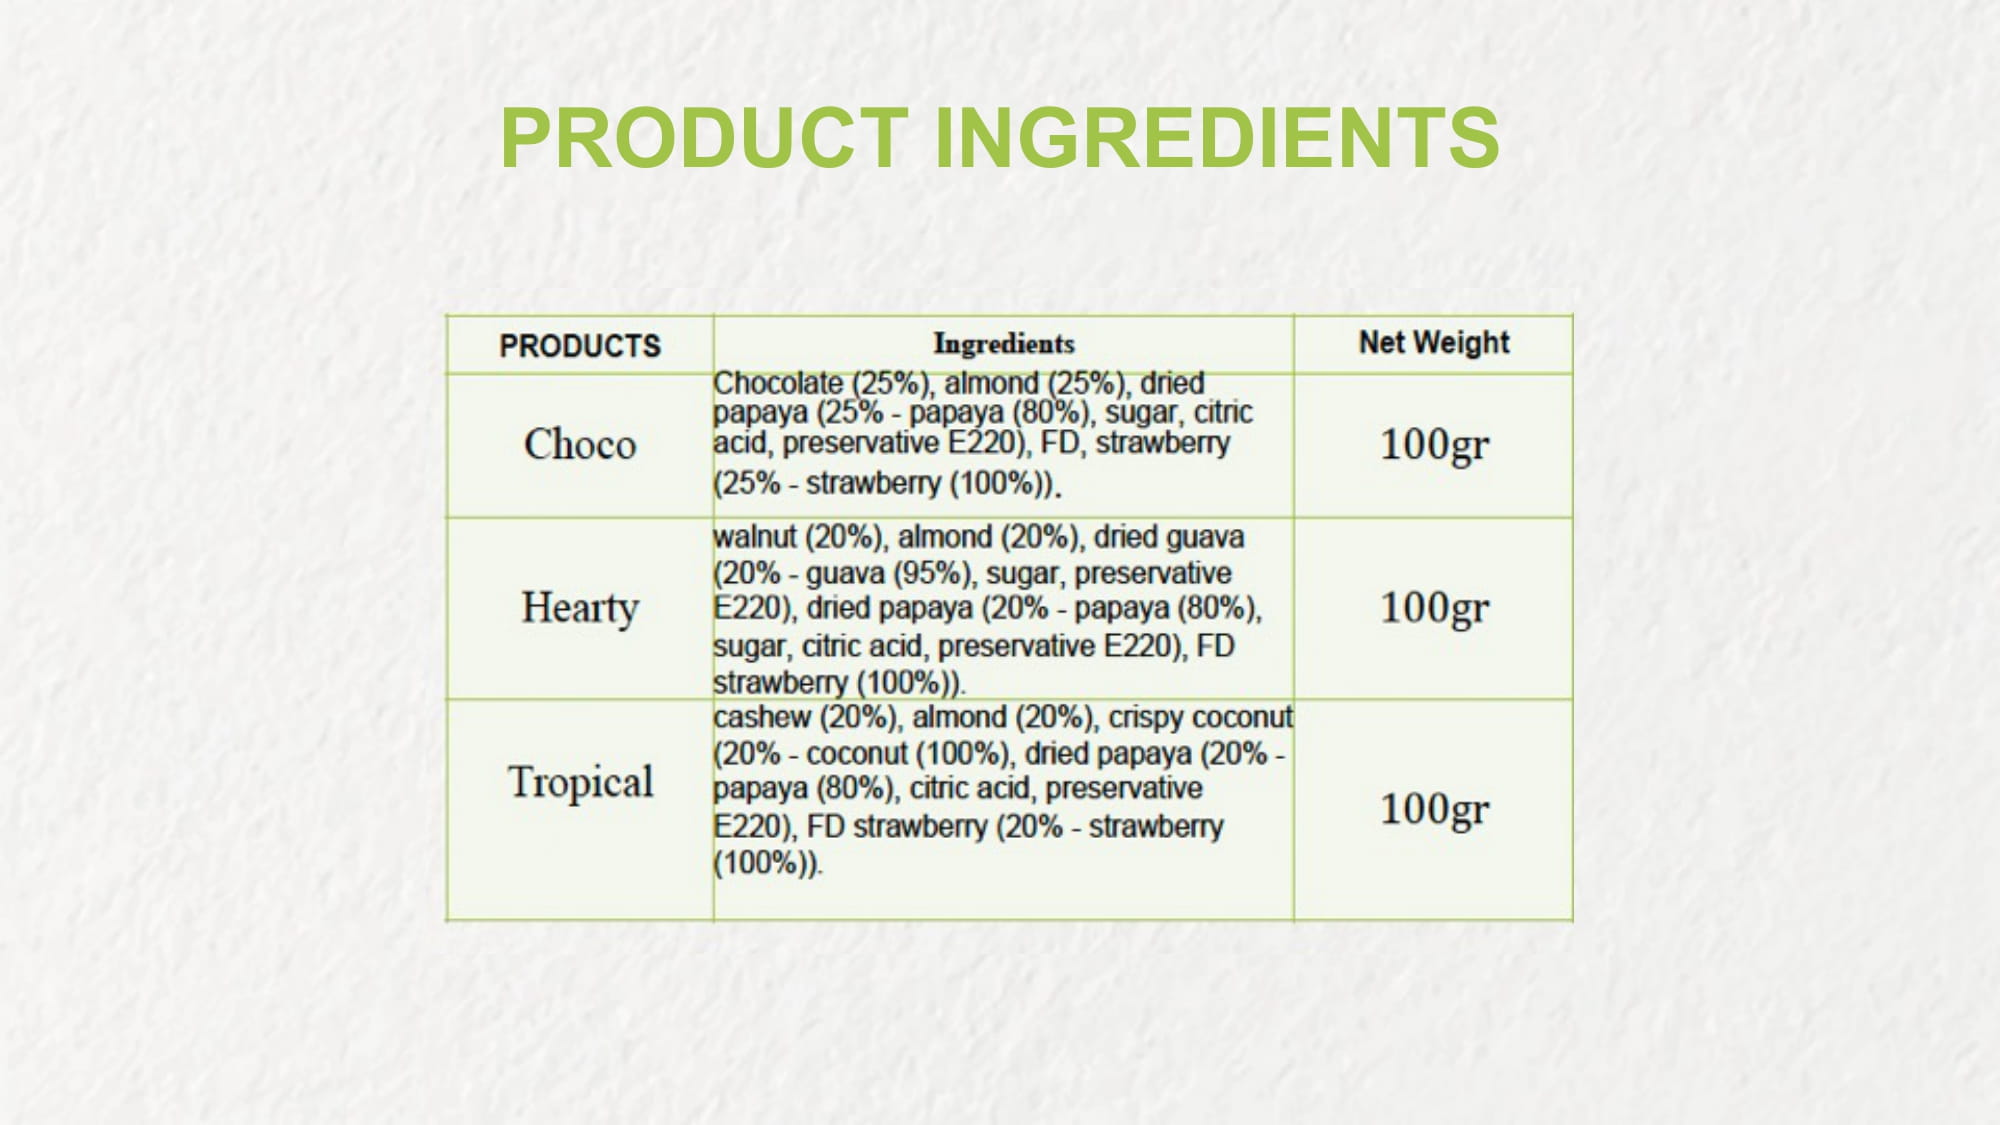 PRODUCT INGREDIENTS
PRODUCTS
Ingredients
Net Weight
Choco
Chocolate (25%), almond (25%), dried
papaya (25% - papaya (80%), sugar, citric
acid, preservative E220), FD, strawberry
(25% - strawberry (100%)).
100gr
Hearty
walnut (20%), almond (20%), dried guava
(20% - guava (95%), sugar, preservative
E220), dried papaya (20% - papaya (80%),
sugar, citric acid, preservative E220), FD
strawberry (100%)).
100gr
Tropical
cashew (20%), almond (20%), crispy coconut
(20% - coconut (100%), dried papaya (20% -
papaya (80%), citric acid, preservative
E220), FD strawberry (20% - strawberry
(100%)).
100gr